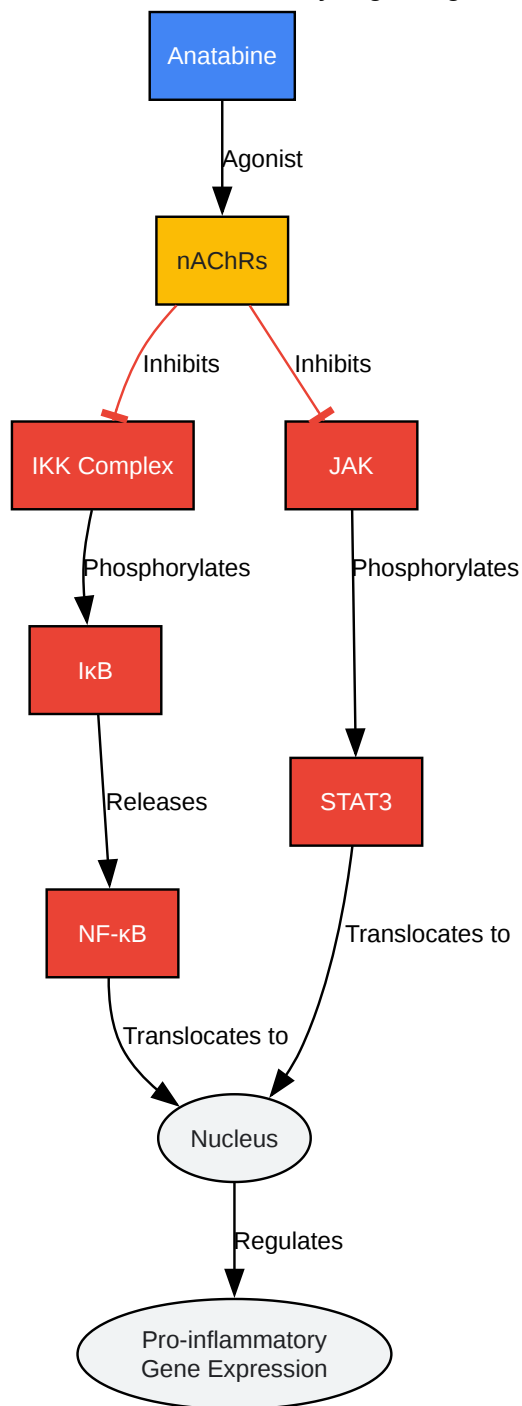 Anatabine
Agonist
nAChRs
Inhibits
Inhibits
IKK Complex
JAK
Phosphorylates
Phosphorylates
IκB
Releases
STAT3
NF-κB
Translocates to
Translocates to
Nucleus
Regulates
Pro-inflammatory
Gene Expression